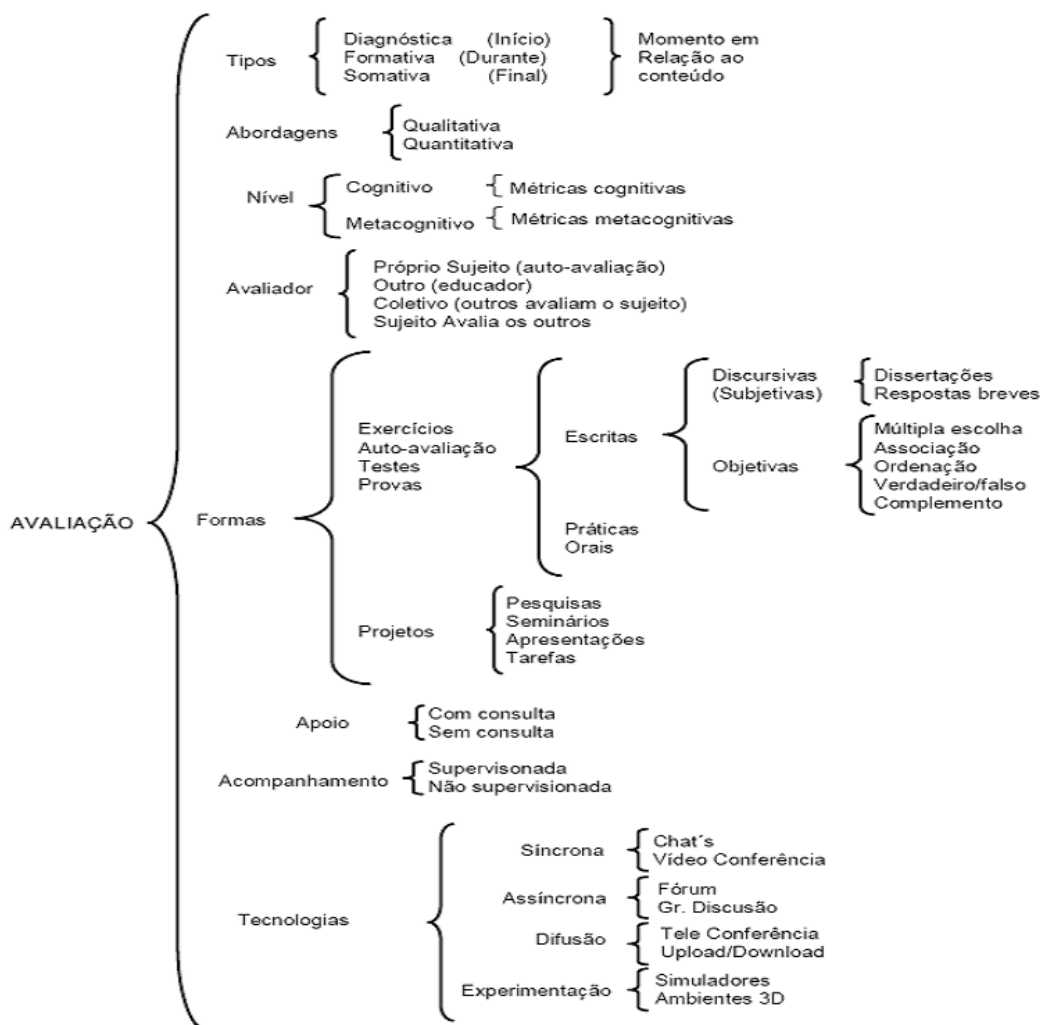 Tipos
Diagnóstica (Início)
Formativa (Durante)
Somativa (Final)
Momento em
Relação ao
conteúdo
Abordagens
Qualitativa
Quantitativa
Nível
Cognitivo
Métricas cognitivas
Metacognitivo
Métricas metacognitivas
Avaliador
Próprio Sujeito (auto-avaliação)
Outro (educador)
Coletivo (outros avaliam o sujeito)
Sujeito Avalia os outros
AVALIAÇÃO
Formas
Exercícios
Auto-avaliação
Testes
Provas
Escritas
Discursivas
(Subjetivas)
Dissertações
Respostas breves
Objetivas
Múltipla escolha
Associação
Ordenação
Verdadeiro/falso
Complemento
Práticas
Orais
Projetos
Pesquisas
Seminários
Apresentações
Tarefas
Apoio
Com consulta
Sem consulta
Acompanhamento
Supervisonada
Não supervisionada
Tecnologias
Síncrona
Chat´s
Vídeo Conferência
Assíncrona
Fórum
Gr. Discusão
Difusão
Tele Conferência
Upload/Download
Experimentação
Simuladores
Ambientes 3D